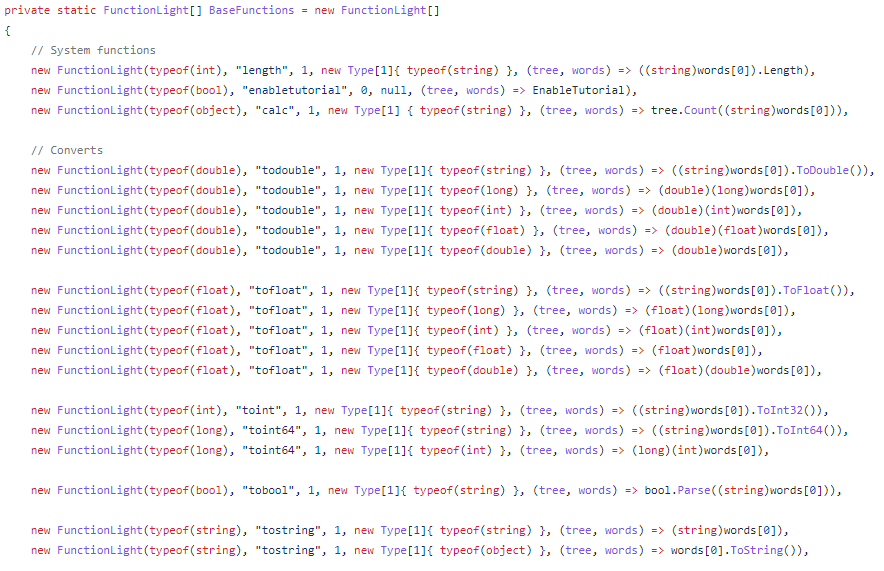 private static FunctionLight[] BaseFunctions = new FunctionLight[]
{
// System functions
new FunctionLight(typeof(int), "length", 1, new Type[1]{ typeof(string) }, (tree, words) => ((string)words[0]).Length),
new FunctionLight(typeof(bool), "enabletutorial", 0, null, (tree, words) => EnableTutorial),
new FunctionLight(typeof(object), "calc", 1, new Type[1] { typeof(string) }, (tree, words) => tree.Count((string)words[0])),
// Converts
new FunctionLight(typeof(double), "todouble", 1, new Type[1]{ typeof(string) }, (tree, words) => ((string)words[0]).ToDouble()),
new FunctionLight(typeof(double), "todouble", 1, new Type[1]{ typeof(long) }, (tree, words) => (double)(long)words[0]),
new FunctionLight(typeof(double), "todouble", 1, new Type[1]{ typeof(int) }, (tree, words) => (double)(int)words[0]),
new FunctionLight(typeof(double), "todouble", 1, new Type[1]{ typeof(float) }, (tree, words) => (double)(float)words[0]),
new FunctionLight(typeof(double), "todouble", 1, new Type[1]{ typeof(double) }, (tree, words) => (double)words[0]),
new FunctionLight(typeof(float), "tofloat", 1, new Type[1]{ typeof(string) }, (tree, words) => ((string)words[0]).ToFloat()),
new FunctionLight(typeof(float), "tofloat", 1, new Type[1]{ typeof(long) }, (tree, words) => (float)(long)words[0]),
new FunctionLight(typeof(float), "tofloat", 1, new Type[1]{ typeof(int) }, (tree, words) => (float)(int)words[0]),
new FunctionLight(typeof(float), "tofloat", 1, new Type[1]{ typeof(float) }, (tree, words) => (float)words[0]),
new FunctionLight(typeof(float), "tofloat", 1, new Type[1]{ typeof(double) }, (tree, words) => (float)(double)words[0]),
new FunctionLight(typeof(int), "toint", 1, new Type[1]{ typeof(string) }, (tree, words) => ((string)words[0]).ToInt32()),
new FunctionLight(typeof(long), "toint64", 1, new Type[1]{ typeof(string) }, (tree, words) => ((string)words[0]).ToInt64()),
new FunctionLight(typeof(long), "toint64", 1, new Type[1]{ typeof(int) }, (tree, words) => (long)(int)words[0]),
new FunctionLight(typeof(bool), "tobool", 1, new Type[1]{ typeof(string) }, (tree, words) => bool.Parse((string)words[0])),
new FunctionLight(typeof(string), "tostring", 1, new Type[1]{ typeof(string) }, (tree, words) => (string)words[0]),
new FunctionLight(typeof(string), "tostring", 1, new Type[1]{ typeof(object) }, (tree, words) => words[0].ToString()),